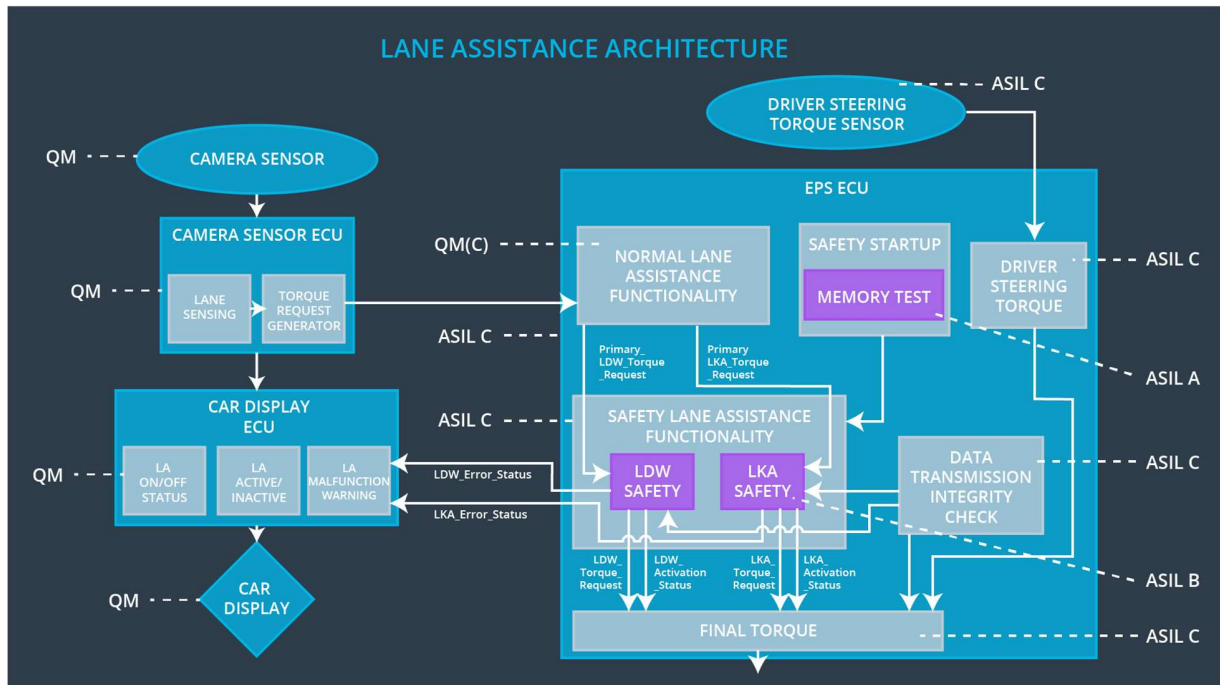 LANE ASSISTANCE ARCHITECTURE
ASIL C
DRIVER STEERING
TORQUE SENSOR
QM
CAMERA SENSOR
EPS ECU
CAMERA SENSOR ECU
QM(C)
NORMAL LANE
ASSISTANCE
FUNCTIONALITY
SAFETY STARTUP
MEMORY TEST
DRIVER
STEERING
TORQUE
ASIL C
QM
LANE
SENSING
TORQUE
REQUEST
GENERATOR
ASIL C
Primary_
LDW_Torque
_Request
Primary
LKA_Torque
_Request
ASIL A
CAR DISPLAY
ECU
ASIL C
SAFETY LANE ASSISTANCE
FUNCTIONALITY
QM
LA
ON/OFF
STATUS
LA
ACTIVE/
INACTIVE
LA
MALFUNCTION
WARNING
LDW_Error_Status
LKA_Error_Status
LDW
SAFETY
LKA
SAFETY
DATA
TRANSMISSION
INTEGRITY
CHECK
ASIL C
LDW_
Torque_
Request
LDW_
Activation
_Status
LKA_
Torque_
Request
LKA_
Activation
_Status
ASIL B
QM
CAR
DISPLAY
FINAL TORQUE
ASIL C